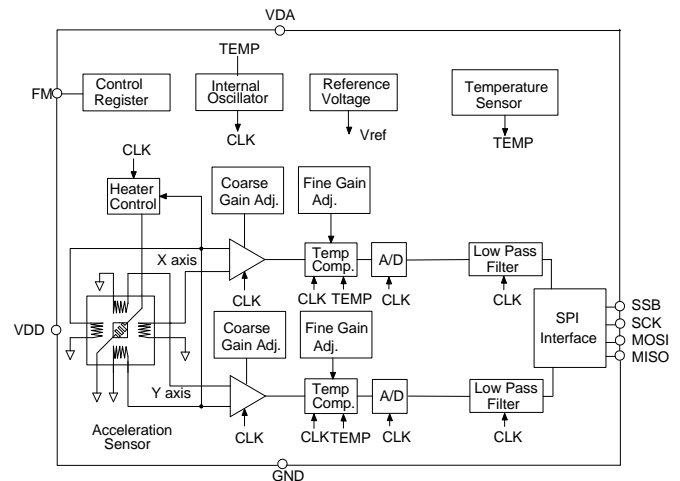 VDA
TEMP
FM
Control
Register
Internal
Oscillator
Reference
Voltage
Temperature
Sensor
CLK
Vref
TEMP
CLK
Heater
Control
Coarse
Gain Adj.
Fine Gain
Adj.
X axis
Temp
Comp.
A/D
Low Pass
Filter
CLK
CLK
TEMP
CLK
CLK
SPI
Interface
SSB
SCK
MOSI
MISO
VDD
Coarse
Gain Adj.
Fine Gain
Adj.
Y axis
Temp
Comp.
A/D
Low Pass
Filter
CLK
CLK
TEMP
CLK
CLK
Acceleration
Sensor
GND